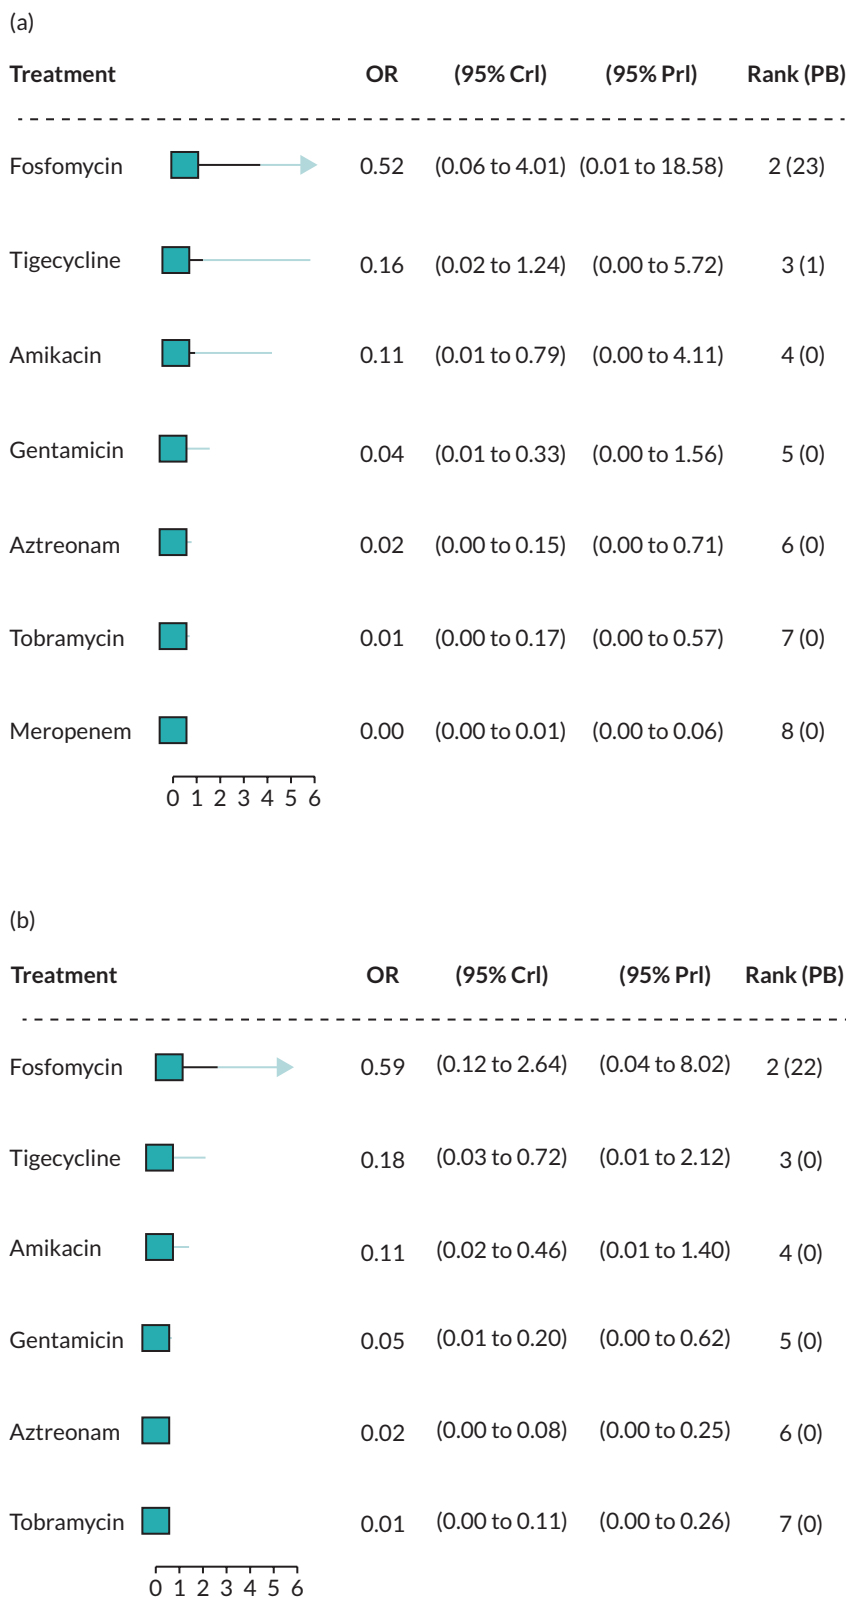 (a)
Treatment OR (95% Crl) (95% Prl) Rank (PB)
Fosfomycin 0.52 (0.06 to 4.01) (0.01 to 18.58) 2 (23)
Tigecycline 0.16 (0.02 to 1.24) (0.00 to 5.72) 3 (1)
Amikacin 0.11 (0.01 to 0.79) (0.00 to 4.11) 4 (0)
Gentamicin 0.04 (0.01 to 0.33) (0.00 to 1.56) 5 (0)
Aztreonam 0.02 (0.00 to 0.15) (0.00 to 0.71) 6 (0)
Tobramycin 0.01 (0.00 to 0.17) (0.00 to 0.57) 7 (0)
Meropenem 0.00 (0.00 to 0.01) (0.00 to 0.06) 8 (0)
0 1 2 3 4 5 6
(b)
Treatment OR (95% Crl) (95% Prl) Rank (PB)
Fosfomycin 0.59 (0.12 to 2.64) (0.04 to 8.02) 2 (22)
Tigecycline 0.18 (0.03 to 0.72) (0.01 to 2.12) 3 (0)
Amikacin 0.11 (0.02 to 0.46) (0.01 to 1.40) 4 (0)
Gentamicin 0.05 (0.01 to 0.20) (0.00 to 0.62) 5 (0)
Aztreonam 0.02 (0.00 to 0.08) (0.00 to 0.25) 6 (0)
Tobramycin 0.01 (0.00 to 0.11) (0.00 to 0.26) 7 (0)
0 1 2 3 4 5 6